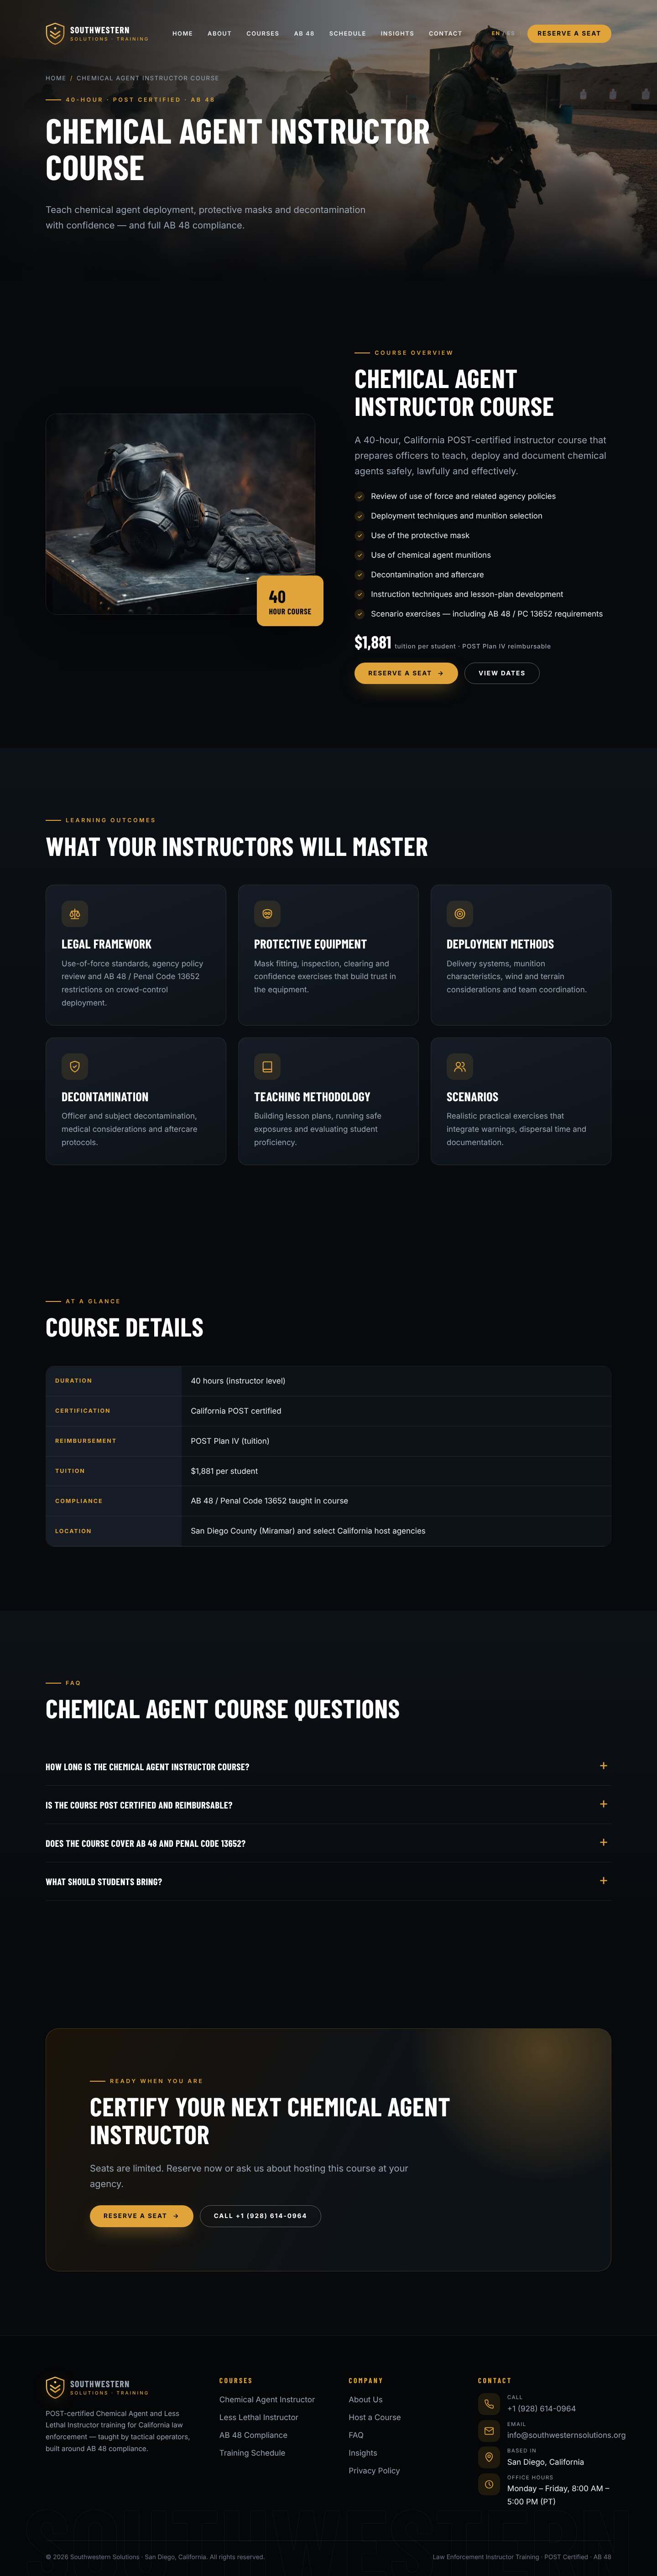 SOUTHWESTERN
SOLUTIONS · TRAINING
HOME ABOUT COURSES AB 48 SCHEDULE INSIGHTS CONTACT
EN / ES
RESERVE A SEAT
HOME / CHEMICAL AGENT INSTRUCTOR COURSE
40-HOUR · POST CERTIFIED · AB 48
CHEMICAL AGENT INSTRUCTOR
COURSE
Teach chemical agent deployment, protective masks and decontamination
with confidence — and full AB 48 compliance.
40
HOUR COURSE
COURSE OVERVIEW
CHEMICAL AGENT
INSTRUCTOR COURSE
A 40-hour, California POST-certified instructor course that
prepares officers to teach, deploy and document chemical
agents safely, lawfully and effectively.
Review of use of force and related agency policies
Deployment techniques and munition selection
Use of the protective mask
Use of chemical agent munitions
Decontamination and aftercare
Instruction techniques and lesson-plan development
Scenario exercises — including AB 48 / PC 13652 requirements
$1,881 tuition per student · POST Plan IV reimbursable
RESERVE A SEAT →
VIEW DATES
LEARNING OUTCOMES
WHAT YOUR INSTRUCTORS WILL MASTER
LEGAL FRAMEWORK
Use-of-force standards, agency policy
review and AB 48 / Penal Code 13652
restrictions on crowd-control
deployment.
PROTECTIVE EQUIPMENT
Mask fitting, inspection, clearing and
confidence exercises that build trust in
the equipment.
DEPLOYMENT METHODS
Delivery systems, munition
characteristics, wind and terrain
considerations and team coordination.
DECONTAMINATION
Officer and subject decontamination,
medical considerations and aftercare
protocols.
TEACHING METHODOLOGY
Building lesson plans, running safe
exposures and evaluating student
proficiency.
SCENARIOS
Realistic practical exercises that
integrate warnings, dispersal time and
documentation.
AT A GLANCE
COURSE DETAILS
DURATION 40 hours (instructor level)
CERTIFICATION California POST certified
REIMBURSEMENT POST Plan IV (tuition)
TUITION $1,881 per student
COMPLIANCE AB 48 / Penal Code 13652 taught in course
LOCATION San Diego County (Miramar) and select California host agencies
FAQ
CHEMICAL AGENT COURSE QUESTIONS
HOW LONG IS THE CHEMICAL AGENT INSTRUCTOR COURSE? +
IS THE COURSE POST CERTIFIED AND REIMBURSABLE? +
DOES THE COURSE COVER AB 48 AND PENAL CODE 13652? +
WHAT SHOULD STUDENTS BRING? +
READY WHEN YOU ARE
CERTIFY YOUR NEXT CHEMICAL AGENT
INSTRUCTOR
Seats are limited. Reserve now or ask us about hosting this course at your
agency.
RESERVE A SEAT →
CALL +1 (928) 614-0964
SOUTHWESTERN
SOLUTIONS · TRAINING
POST-certified Chemical Agent and Less
Lethal Instructor training for California law
enforcement — taught by tactical operators,
built around AB 48 compliance.
COURSES
Chemical Agent Instructor
Less Lethal Instructor
AB 48 Compliance
Training Schedule
COMPANY
About Us
Host a Course
FAQ
Insights
Privacy Policy
CONTACT
CALL
+1 (928) 614-0964
EMAIL
info@southwesternsolutions.org
BASED IN
San Diego, California
OFFICE HOURS
Monday – Friday, 8:00 AM –
5:00 PM (PT)
SOUTHWESTERN
© 2026 Southwestern Solutions · San Diego, California. All rights reserved.
Law Enforcement Instructor Training · POST Certified · AB 48